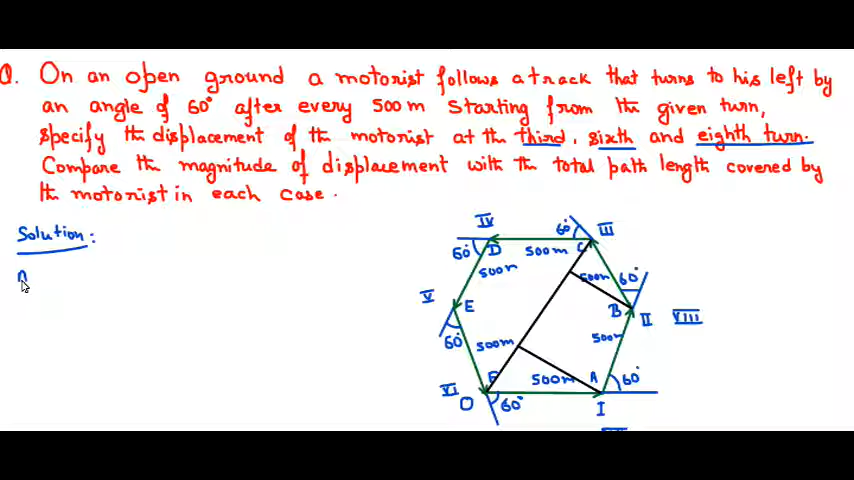 Q. On an open ground a motorist follows a track that turns to his left by
an angle of 60° after every 500 m starting from the given turn,
specify the displacement of the motorist at the third, sixth and eighth turn.
Compare the magnitude of displacement with the total path length covered by
the motorist in each case.
Solution:
IV
60°
III
60°
D
500m
C
500m
500m
60°
V
E
B
II
VIII
500m
60°
500m
VI
F
500m
A
60°
O
60°
I